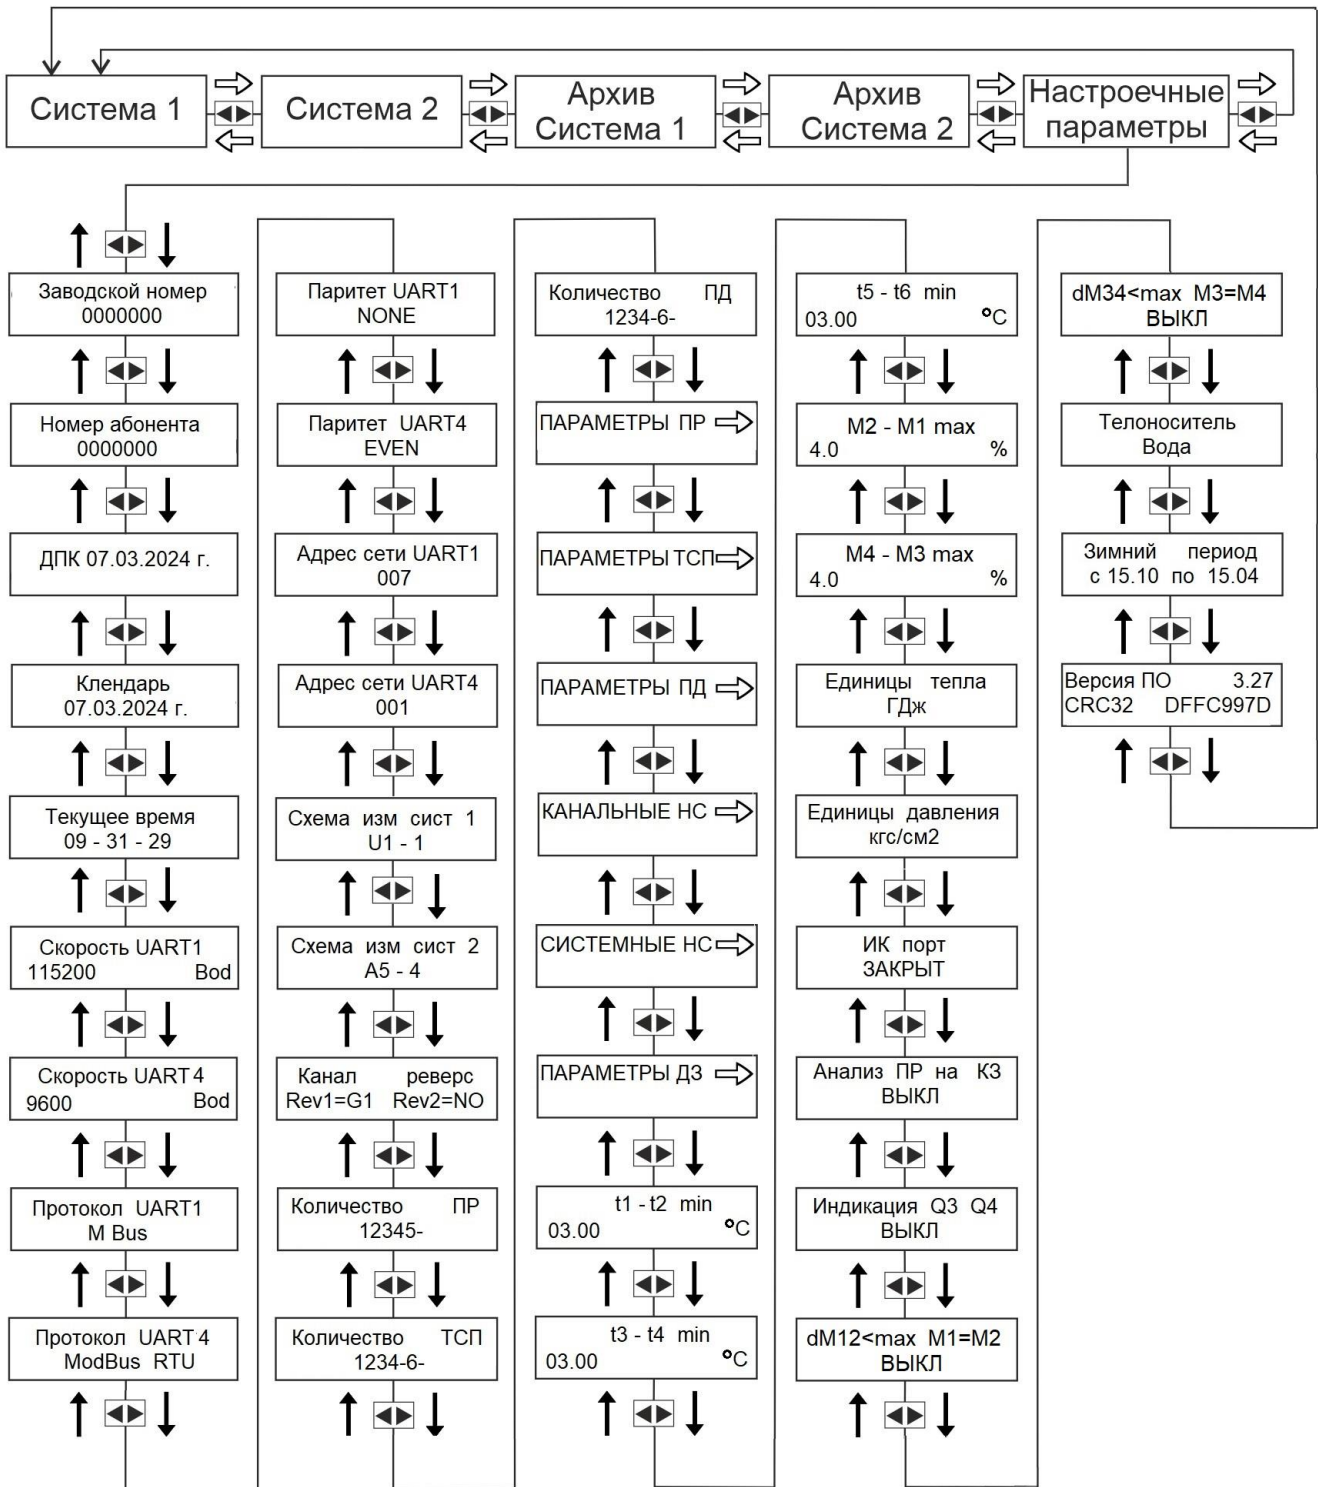 Система 1
Система 2
Архив
Система 1
Архив
Система 2
Настроечные
параметры
Заводской номер
0000000
Номер абонента
0000000
ДПК 07.03.2024 г.
Клендарь
07.03.2024 г.
Текущее время
09 - 31 - 29
Скорость UART1
115200 Bod
Скорость UART 4
9600 Bod
Протокол UART1
M Bus
Протокол UART 4
ModBus RTU
Паритет UART1
NONE
Паритет UART4
EVEN
Адрес сети UART1
007
Адрес сети UART4
001
Схема изм сист 1
U1 - 1
Схема изм сист 2
A5 - 4
Канал реверс
Rev1=G1 Rev2=NO
Количество ПР
12345-
Количество ТСП
1234-6-
Количество ПД
1234-6-
ПАРАМЕТРЫ ПР
ПАРАМЕТРЫ ТСП
ПАРАМЕТРЫ ПД
КАНАЛЬНЫЕ НС
СИСТЕМНЫЕ НС
ПАРАМЕТРЫ ДЗ
t1 - t2 min
03.00 °C
t3 - t4 min
03.00 °C
t5 - t6 min
03.00 °C
M2 - M1 max
4.0 %
M4 - M3 max
4.0 %
Единицы тепла
ГДж
Единицы давления
кгс/см2
ИК порт
ЗАКРЫТ
Анализ ПР на КЗ
ВЫКЛ
Индикация Q3 Q4
ВЫКЛ
dM12<max M1=M2
ВЫКЛ
dM34<max M3=M4
ВЫКЛ
Телоноситель
Вода
Зимний период
с 15.10 по 15.04
Версия ПО 3.27
CRC32 DFFC997D